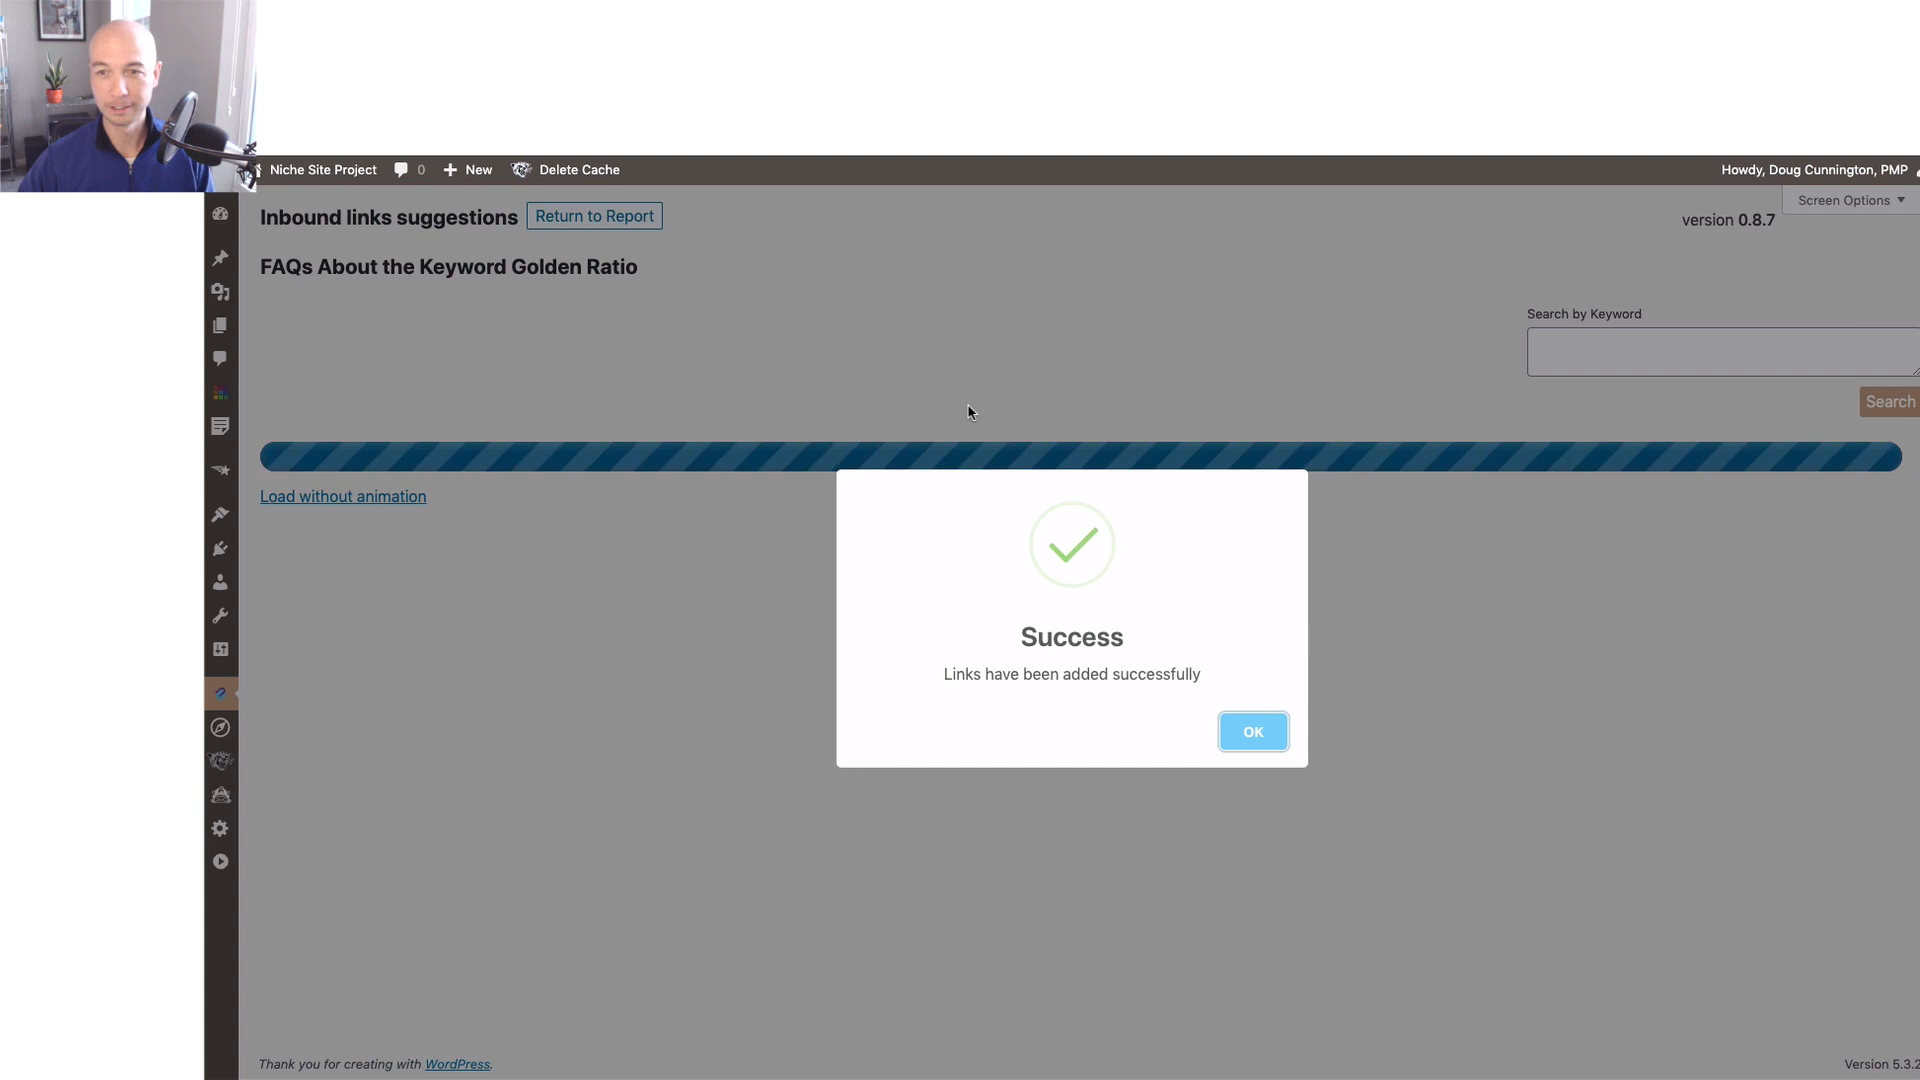 Niche Site Project 0 New Delete Cache Howdy, Doug Cunnington, PMP
Screen Options
Inbound links suggestions Return to Report version 0.8.7
FAQs About the Keyword Golden Ratio
Search by Keyword
Search
Load without animation
Success
Links have been added successfully
OK
Thank you for creating with WordPress. Version 5.3.2